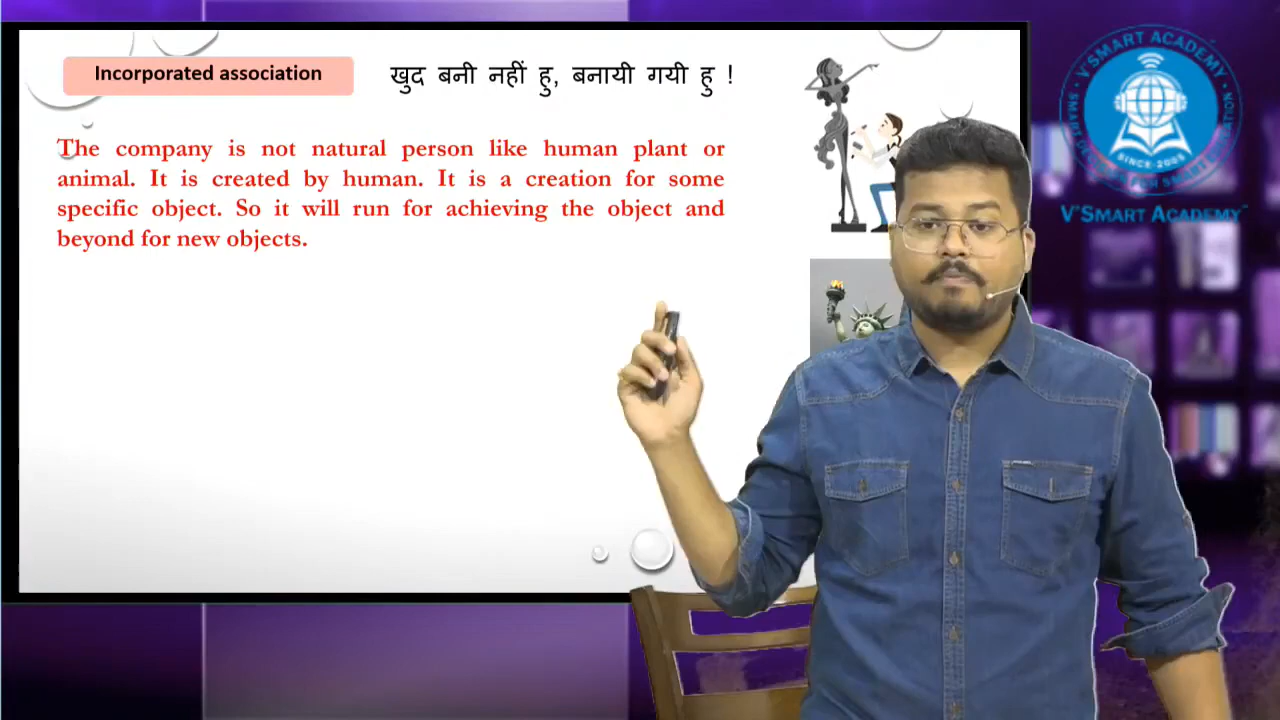 Incorporated association
खुद बनी नहीं हु, बनायी गयी हु !
The company is not natural person like human plant or
animal. It is created by human. It is a creation for some
specific object. So it will run for achieving the object and
beyond for new objects.
V'SMART ACADEMY
SINCE-2005
V'SMART ACADEMY